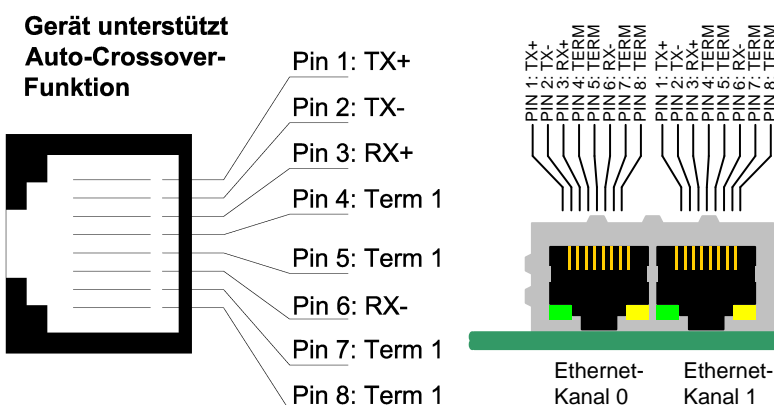 Gerät unterstützt
Auto-Crossover-
Funktion
Pin 1: TX+
Pin 2: TX-
Pin 3: RX+
Pin 4: Term 1
Pin 5: Term 1
Pin 6: RX-
Pin 7: Term 1
Pin 8: Term 1
PIN 1: TX+
PIN 2: TX-
PIN 3: RX+
PIN 4: TERM
PIN 5: TERM
PIN 6: RX-
PIN 7: TERM
PIN 8: TERM
PIN 1: TX+
PIN 2: TX-
PIN 3: RX+
PIN 4: TERM
PIN 5: TERM
PIN 6: RX-
PIN 7: TERM
PIN 8: TERM
Ethernet-
Kanal 0
Ethernet-
Kanal 1